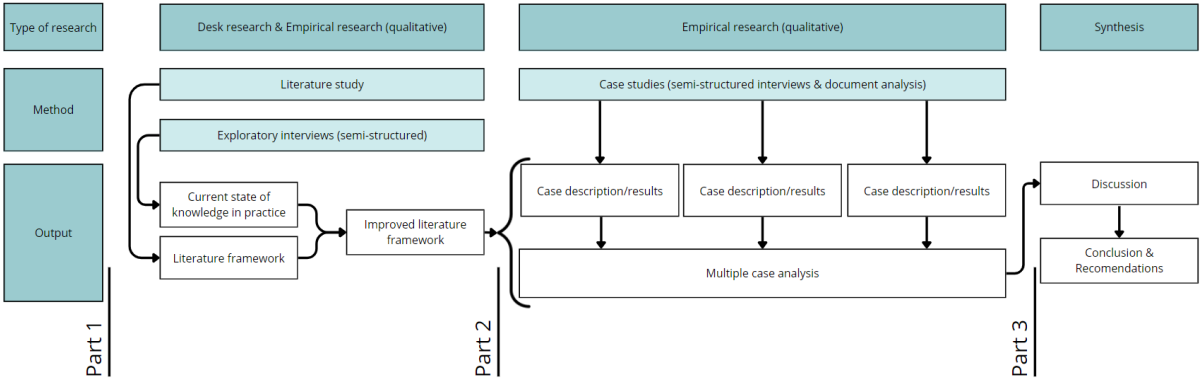 Type of research
Desk research & Empirical research (qualitative)
Empirical research (qualitative)
Synthesis
Method
Literature study
Exploratory interviews (semi-structured)
Case studies (semi-structured interviews & document analysis)
Output
Current state of
knowledge in practice
Literature framework
Improved literature
framework
Case description/results
Case description/results
Case description/results
Multiple case analysis
Discussion
Conclusion &
Recomendations
Part 1
Part 2
Part 3